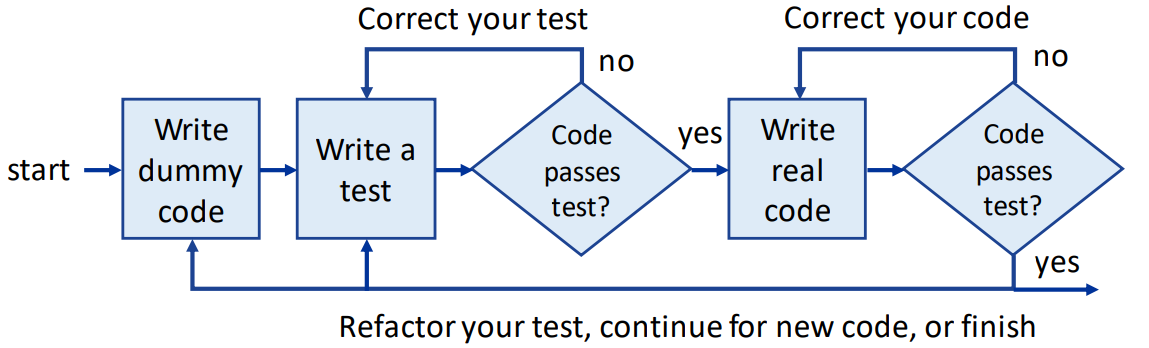 Correct your test
Correct your code
no
no
start
Write
dummy
code
Write a
test
Code
passes
test?
yes
Write
real
code
Code
passes
test?
yes
Refactor your test, continue for new code, or finish